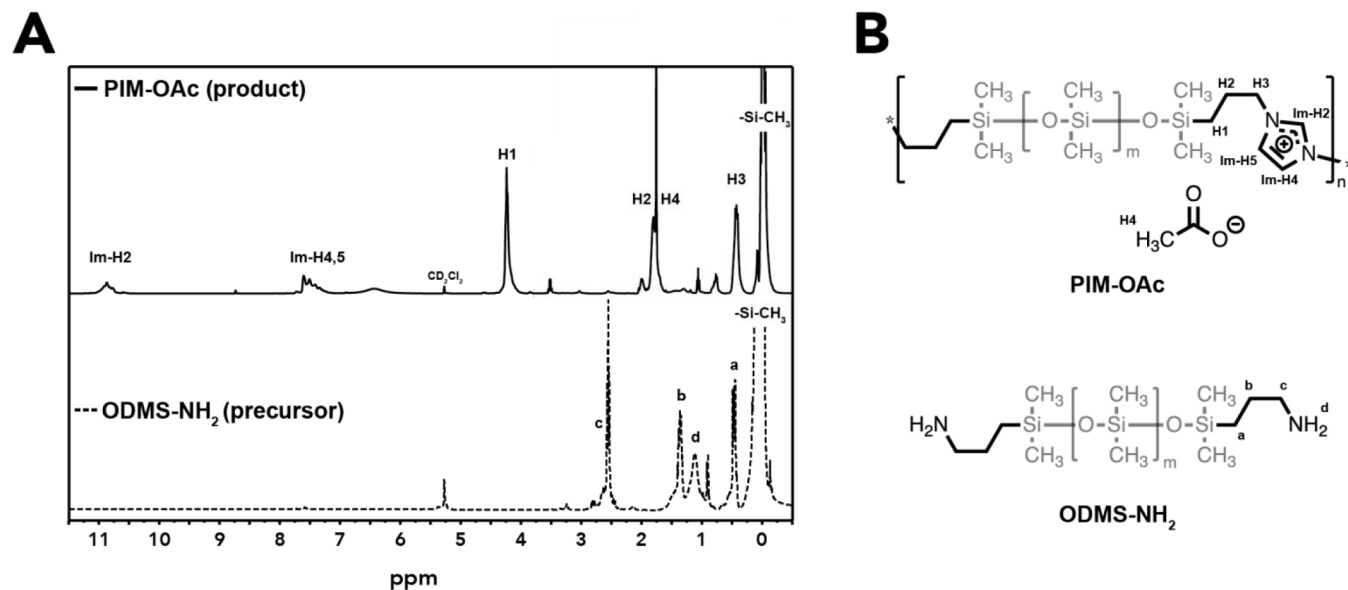 A
PIM-OAc (product)
-Si-CH₃
H1
H2
H4
H3
Im-H2
Im-H4,5
CD₂Cl₂
-Si-CH₃
ODMS-NH₂ (precursor)
c
b
d
a
11 10 9 8 7 6 5 4 3 2 1 0
ppm
B
H2 H3
CH₃ CH₃ CH₃
* Si O Si O Si N Im-H2
H1
CH₃ CH₃ CH₃
m
⊕
Im-H5
N *
Im-H4
n
O
H4
H₃C O ⊖
PIM-OAc
CH₃ CH₃ CH₃ b c
H₂N Si O Si O Si NH₂ d
a
CH₃ CH₃ CH₃
m
ODMS-NH₂